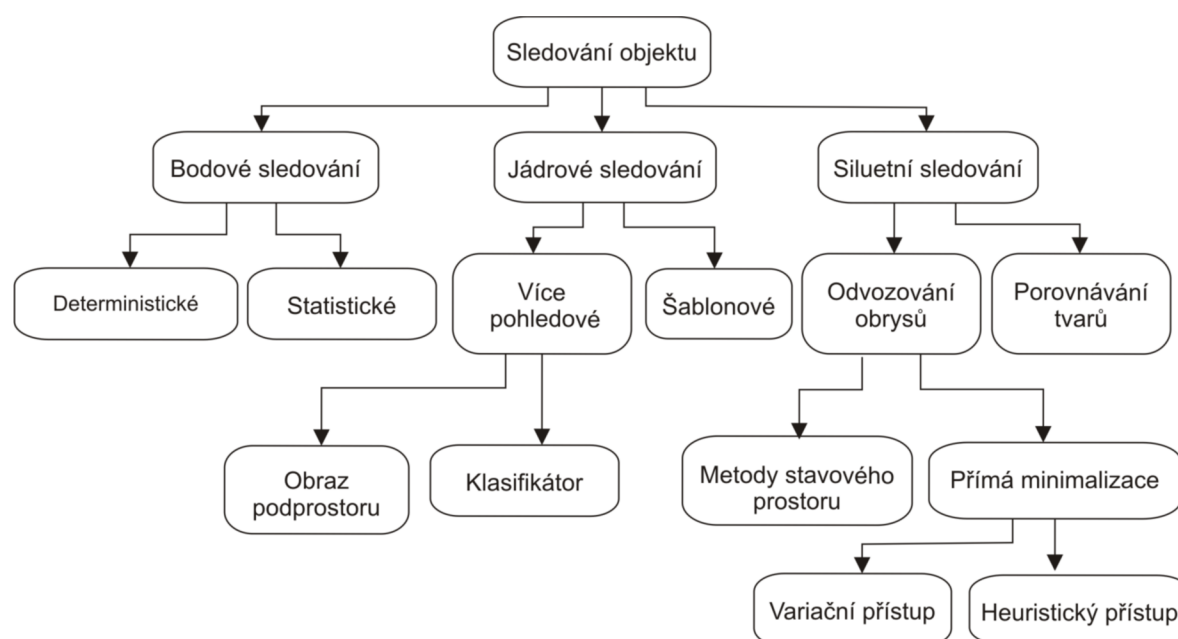 Sledování objektu
Bodové sledování
Jádrové sledování
Siluetní sledování
Deterministické
Statistické
Více
pohledové
Šablonové
Odvozování
obrysů
Porovnávání
tvarů
Obraz
podprostoru
Klasifikátor
Metody stavového
prostoru
Přímá minimalizace
Variační přístup
Heuristický přístup